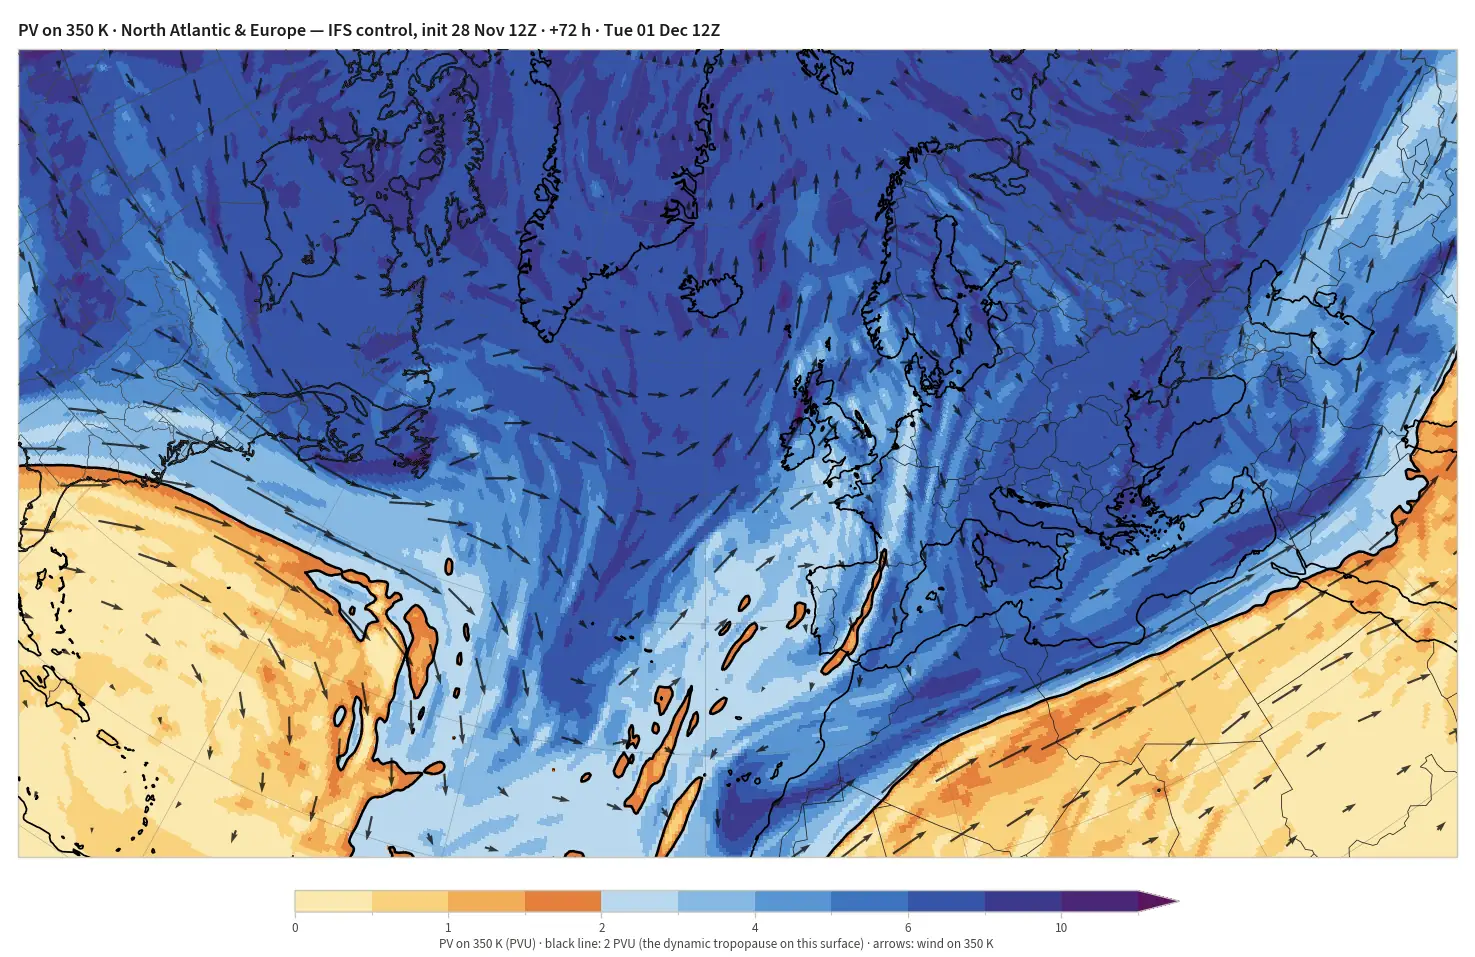 PV on 350 K · North Atlantic & Europe — IFS control, init 28 Nov 12Z · +72 h · Tue 01 Dec 12Z
0 1 2 4 6 10
PV on 350 K (PVU) · black line: 2 PVU (the dynamic tropopause on this surface) · arrows: wind on 350 K